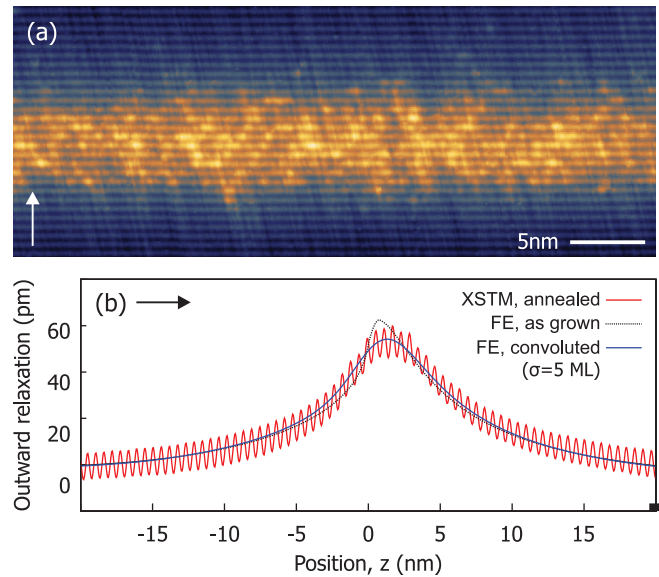 (a)
5nm
(b)
XSTM, annealed
FE, as grown
FE, convoluted
(σ=5 ML)
Outward relaxation (pm)
60
40
20
0
-15 -10 -5 0 5 10 15
Position, z (nm)